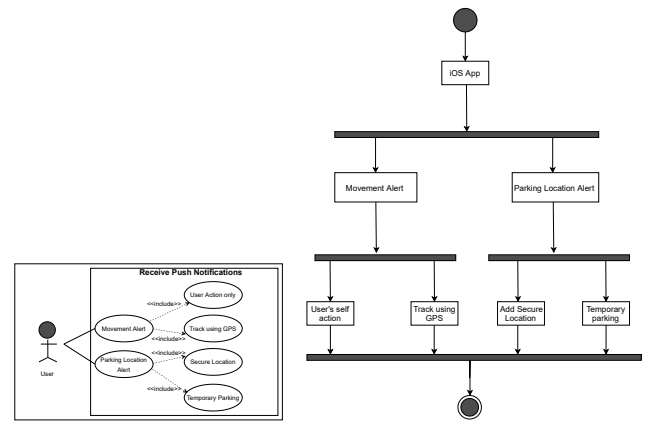 iOS App
Movement Alert
Parking Location Alert
User's self
action
Track using
GPS
Add Secure
Location
Temporary
parking
Receive Push Notifications
User Action only
<<include>>
Movement Alert
Track using GPS
<<include>>
<<include>>
Parking Location
Alert
Secure Location
<<include>>
Temporary Parking
User